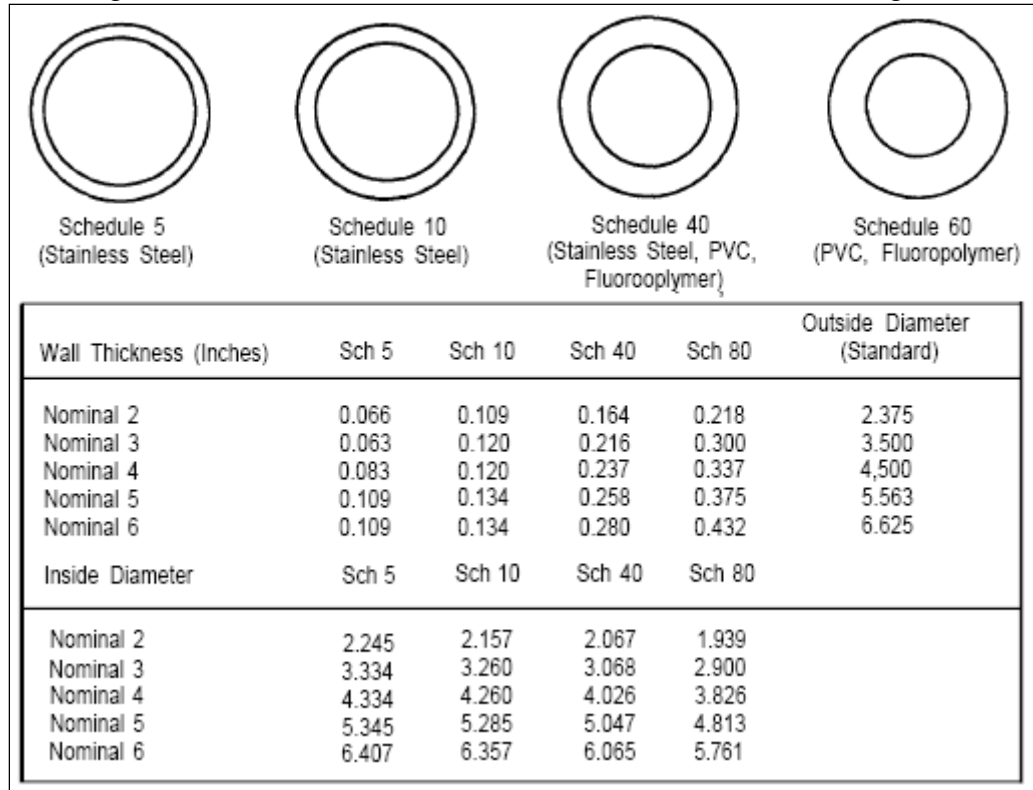 Schedule 5 Schedule 10 Schedule 40 Schedule 60
(Stainless Steel) (Stainless Steel) (Stainless Steel, PVC, (PVC, Fluoropolymer)
Fluorooplymer)
Outside Diameter
Wall Thickness (Inches) Sch 5 Sch 10 Sch 40 Sch 80 (Standard)
Nominal 2 0.066 0.109 0.164 0.218 2.375
Nominal 3 0.063 0.120 0.216 0.300 3.500
Nominal 4 0.083 0.120 0.237 0.337 4,500
Nominal 5 0.109 0.134 0.258 0.375 5.563
Nominal 6 0.109 0.134 0.280 0.432 6.625
Inside Diameter Sch 5 Sch 10 Sch 40 Sch 80
Nominal 2 2.245 2.157 2.067 1.939
Nominal 3 3.334 3.260 3.068 2.900
Nominal 4 4.334 4.260 4.026 3.826
Nominal 5 5.345 5.285 5.047 4.813
Nominal 6 6.407 6.357 6.065 5.761